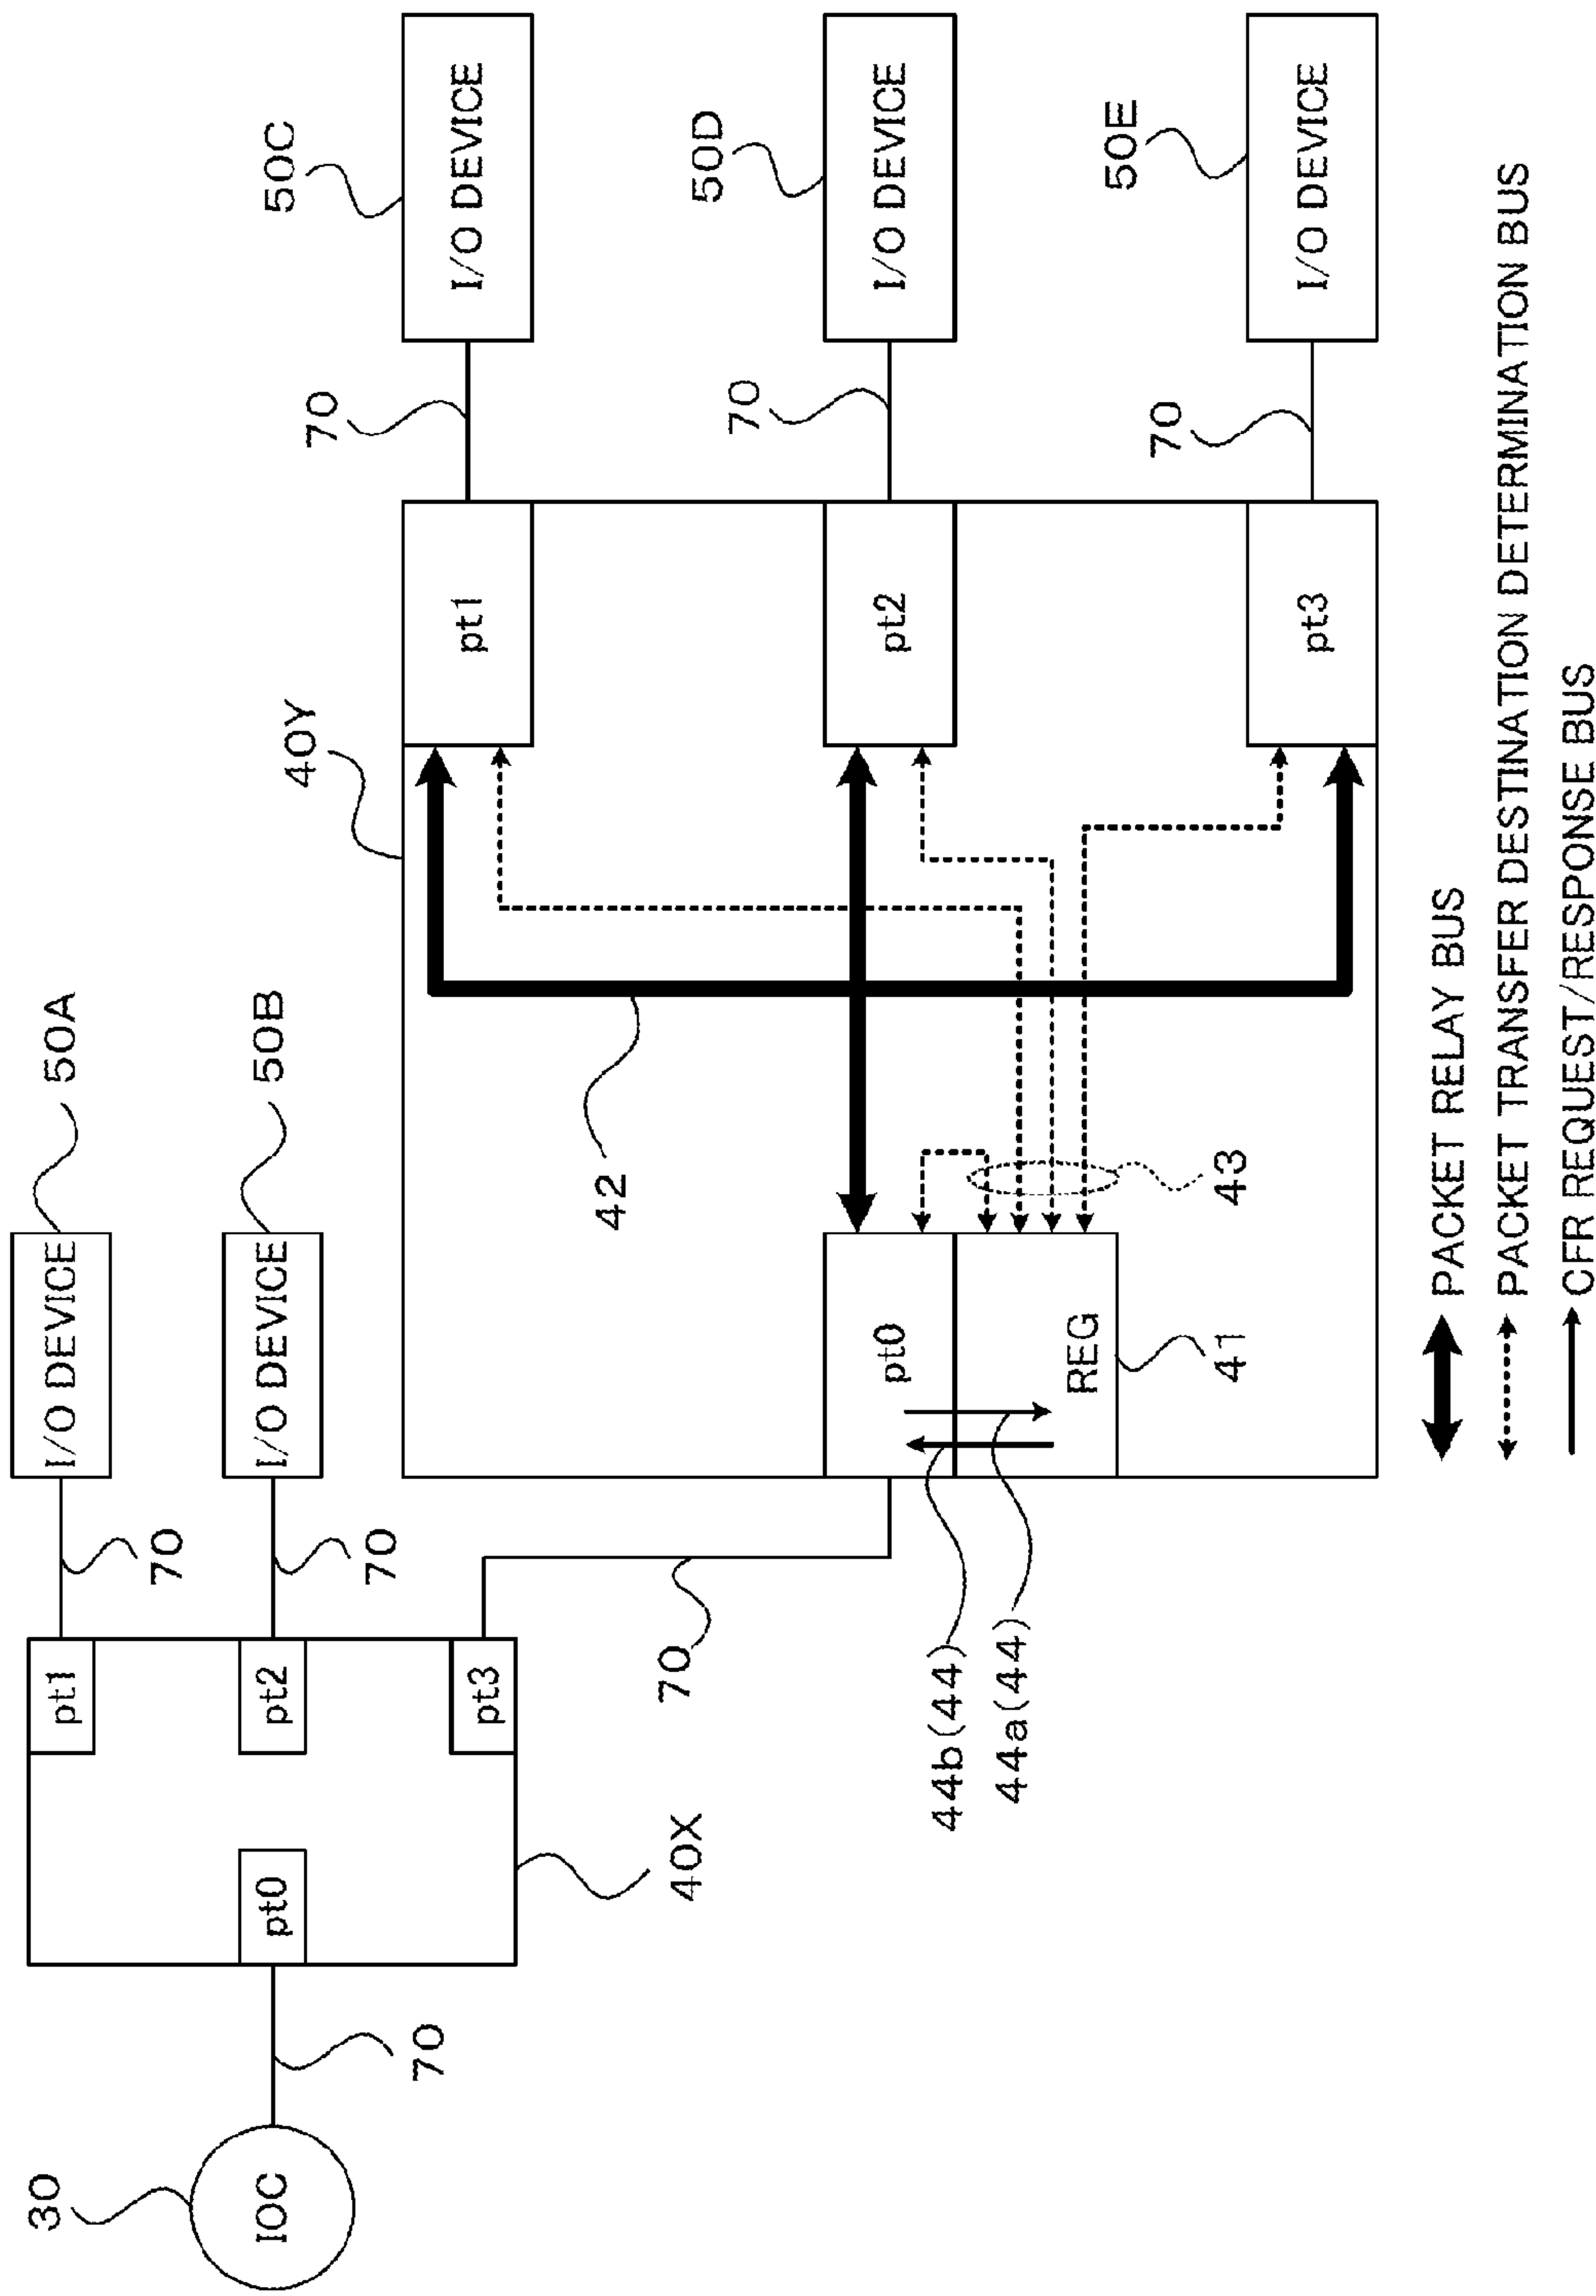 30
IOC
70
pt0
40X
pt1
pt2
pt3
70
70
70
I/O DEVICE
50A
I/O DEVICE
50B
40Y
pt0
REG
41
44b(44)
44a(44)
42
43
pt1
pt2
pt3
70
70
70
I/O DEVICE
50C
I/O DEVICE
50D
I/O DEVICE
50E
PACKET RELAY BUS
PACKET TRANSFER DESTINATION DETERMINATION BUS
CFR REQUEST/RESPONSE BUS